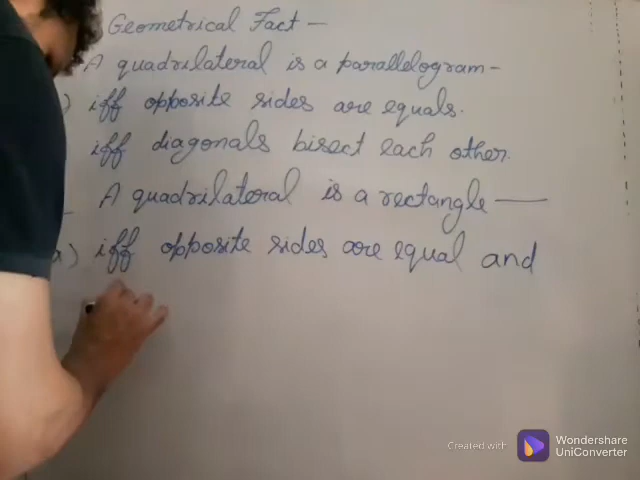 Geometrical Fact —
A quadrilateral is a parallelogram —
) iff opposite sides are equals.
iff diagonals bisect each other.
A quadrilateral is a rectangle —
a) iff opposite sides are equal and
Created with Wondershare UniConverter